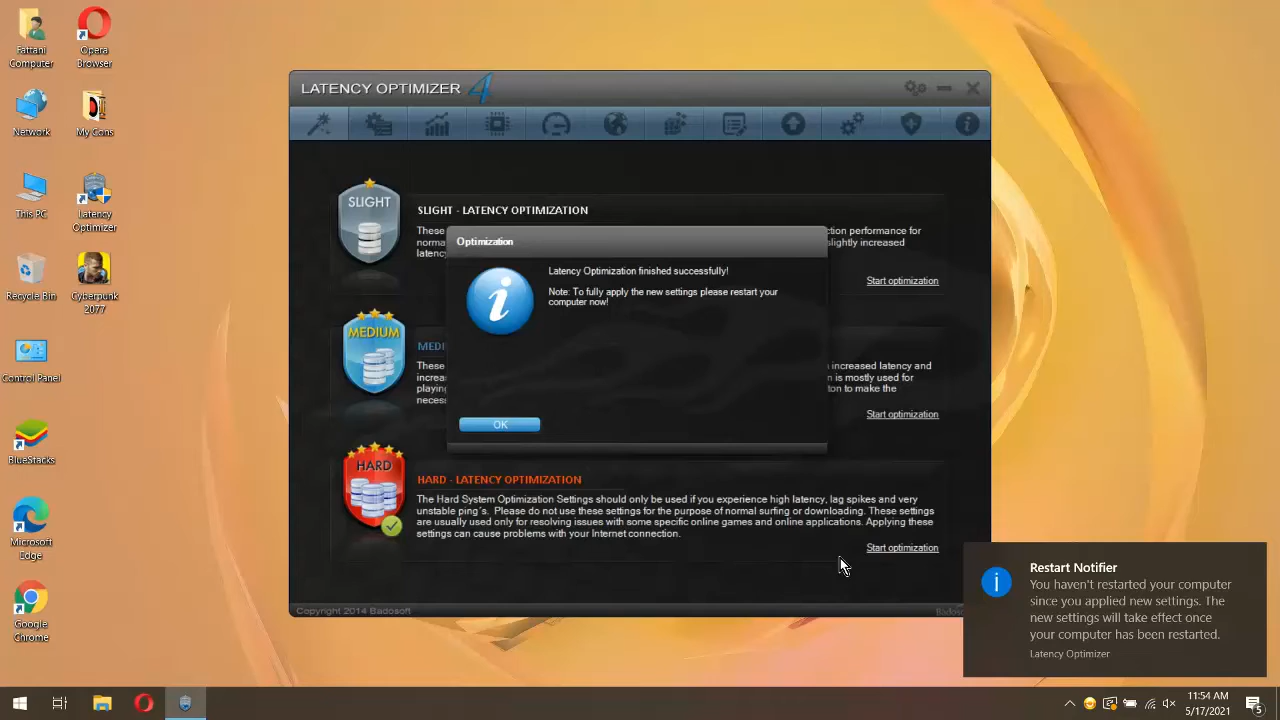 Fattani
Computer
Opera
Browser
Network
My Cons
This PC
Latency
Optimizer
Recycle Bin
Cyberpunk
2077
Control Panel
BlueStacks
Microsoft
Edge
Google
Chrome
LATENCY OPTIMIZER 4
SLIGHT
SLIGHT - LATENCY OPTIMIZATION
These
norma
latency
ction performance for
slightly increased
Start optimization
Optimization
Latency Optimization finished successfully!
Note: To fully apply the new settings please restart your
computer now!
OK
MEDIUM
MEDI
These
increa
playing
neces
increased latency and
n is mostly used for
ton to make the
Start optimization
HARD
HARD - LATENCY OPTIMIZATION
The Hard System Optimization Settings should only be used if you experience high latency, lag spikes and very
unstable ping´s. Please do not use these settings for the purpose of normal surfing or downloading. These settings
are usually used only for resolving issues with some specific online games and online applications. Applying these
settings can cause problems with your Internet connection.
Start optimization
Copyright 2014 Badosoft
Badoso
Restart Notifier
You haven't restarted your computer
since you applied new settings. The
new settings will take effect once
your computer has been restarted.
Latency Optimizer
11:54 AM
5/17/2021
5